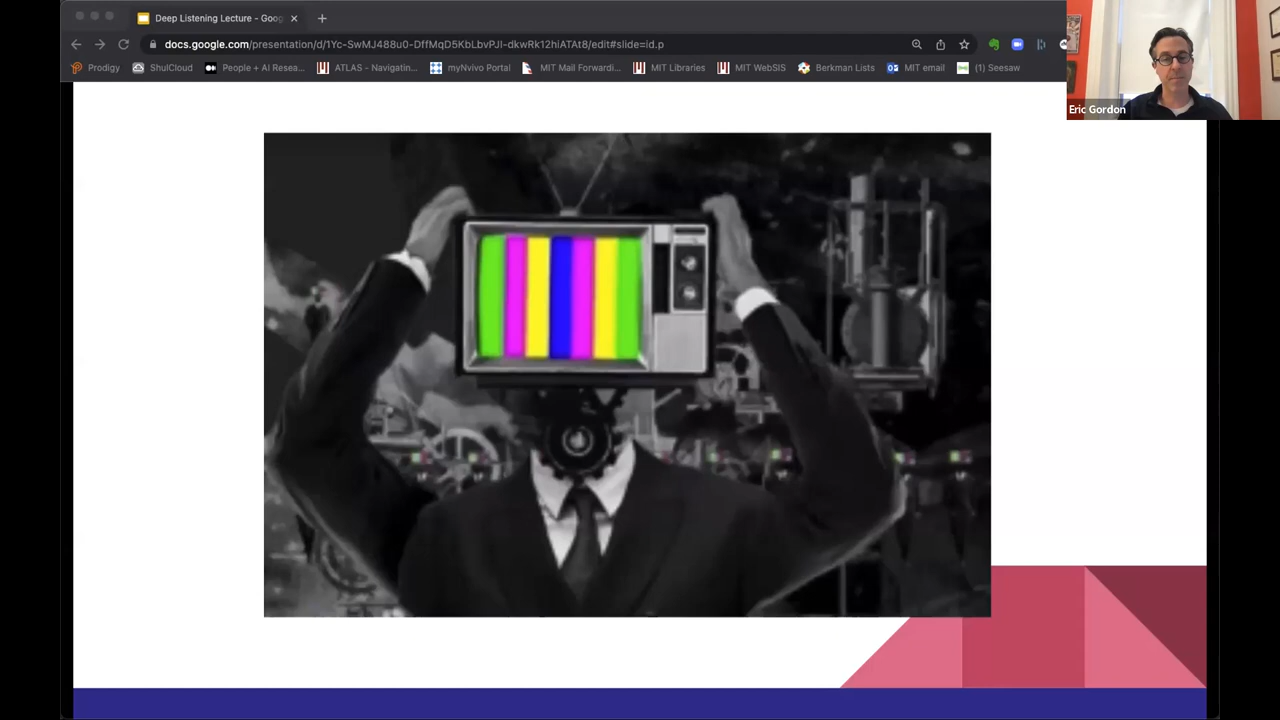 Deep Listening Lecture - Goog
docs.google.com/presentation/d/1Yc-SwMJ488u0-DffMqD5KbLbvPJI-dkwRk12hiATAt8/edit#slide=id.p
Prodigy ShulCloud People + AI Resea... ATLAS - Navigatin... myNova Portal MIT Mail Forwardi... MIT Libraries MIT WebSIS Berkman Lists MIT email (1) Seesaw
Eric Gordon